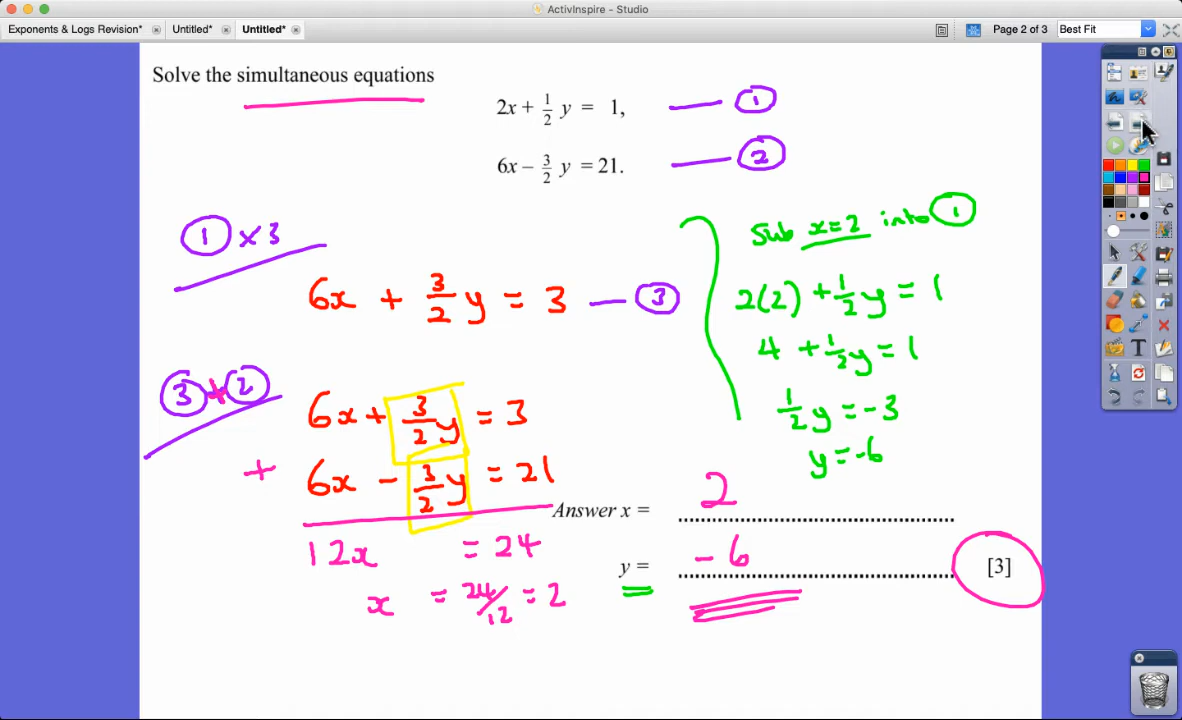 ActivInspire - Studio
Exponents & Logs Revision* Untitled* Untitled* Page 2 of 3 Best Fit
Solve the simultaneous equations
2x + 1/2 y = 1, ① 
6x − 3/2 y = 21. ②
① × 3
6x + 3/2 y = 3 — ③
③ + ②
6x + 3/2 y = 3
+ 6x − 3/2 y = 21
12x = 24
x = 24/12 = 2
Sub x=2 into ①
2(2) + 1/2 y = 1
4 + 1/2 y = 1
1/2 y = -3
y = -6
Answer x = 2
y = -6 [3]